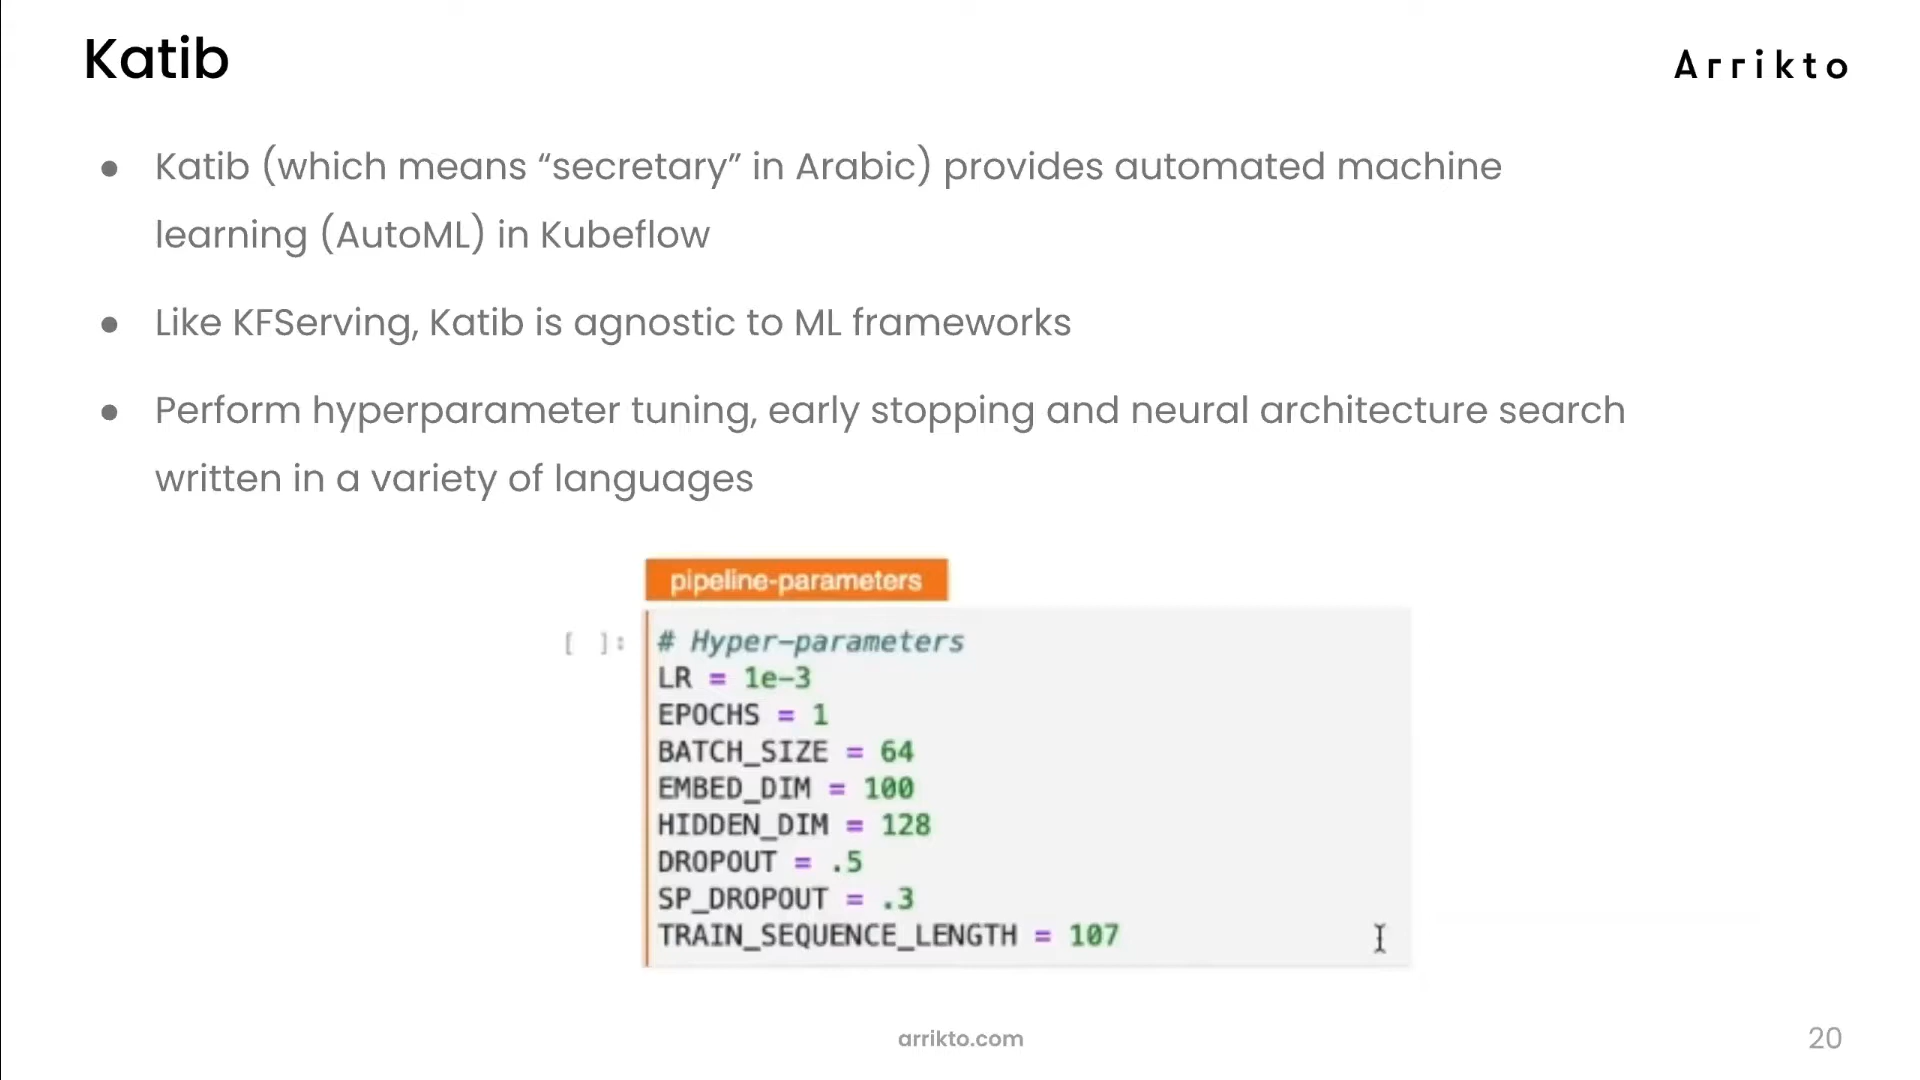 Katib
Arrikto
● Katib (which means “secretary” in Arabic) provides automated machine
learning (AutoML) in Kubeflow
● Like KFServing, Katib is agnostic to ML frameworks
● Perform hyperparameter tuning, early stopping and neural architecture search
written in a variety of languages
pipeline-parameters
[ ]: # Hyper-parameters
LR = 1e-3
EPOCHS = 1
BATCH_SIZE = 64
EMBED_DIM = 100
HIDDEN_DIM = 128
DROPOUT = .5
SP_DROPOUT = .3
TRAIN_SEQUENCE_LENGTH = 107
arrikto.com
20